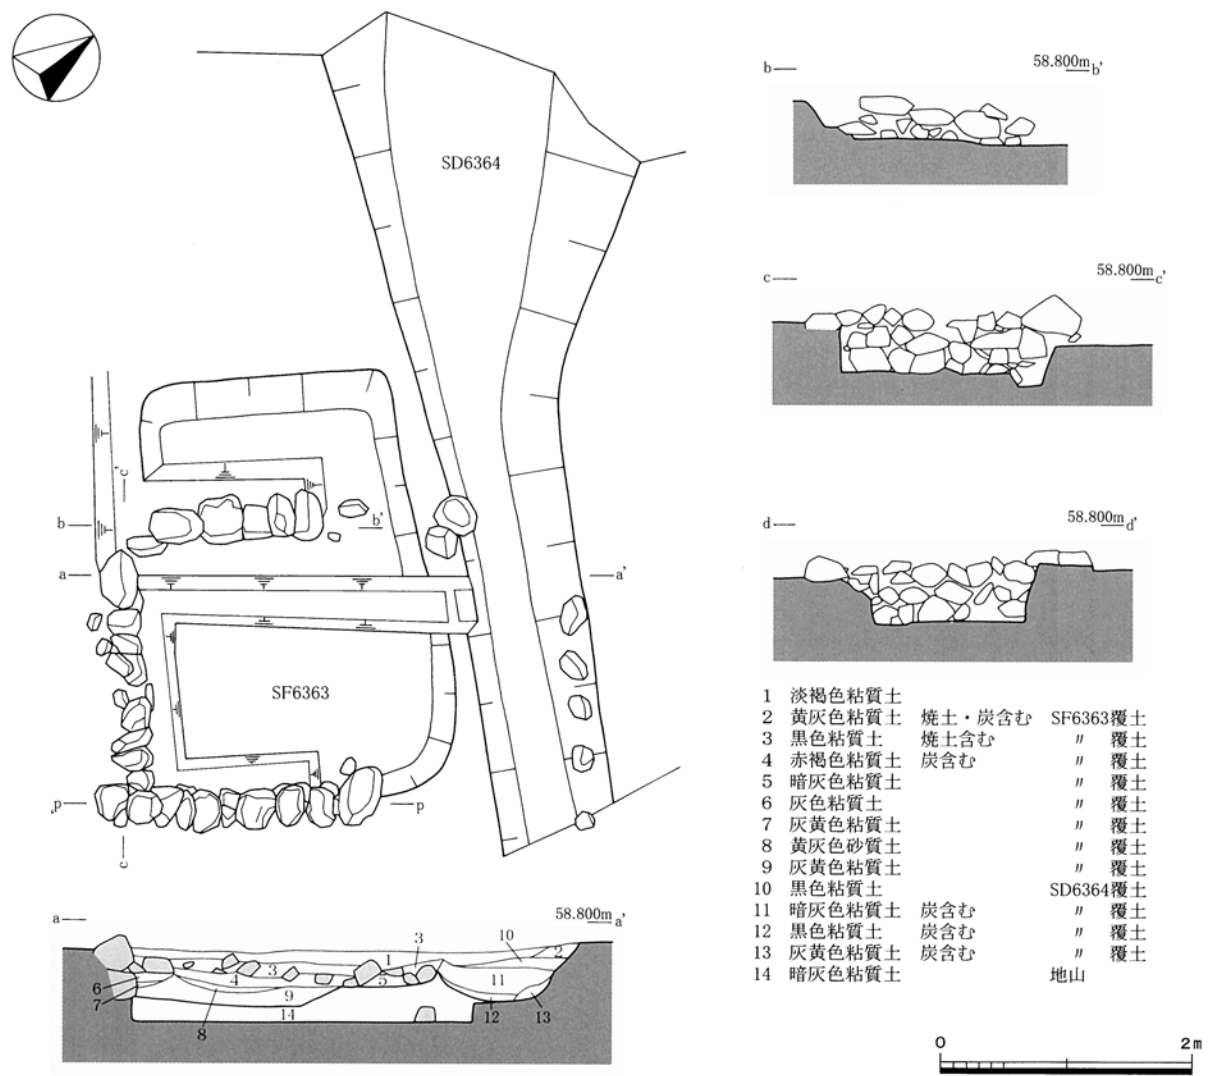 SD6364
SF6363
b
b'
a
a'
c'
c
d
d
b 58.800m b'
c 58.800m c'
d 58.800m d'
a 58.800m a'
1
2
3
3
4
5
6
7
8
9
10
11
12
13
14
1 淡褐色粘質土
2 黄灰色粘質土 焼土・炭含む SF6363覆土
3 黒色粘質土 焼土含む 〃 覆土
4 赤褐色粘質土 炭含む 〃 覆土
5 暗灰色粘質土 〃 覆土
6 灰色粘質土 〃 覆土
7 灰黄色粘質土 〃 覆土
8 黄灰色砂質土 〃 覆土
9 灰黄色粘質土 〃 覆土
10 黒色粘質土 SD6364覆土
11 暗灰色粘質土 炭含む 〃 覆土
12 黒色粘質土 炭含む 〃 覆土
13 灰黄色粘質土 炭含む 〃 覆土
14 暗灰色粘質土 地山
0 2m